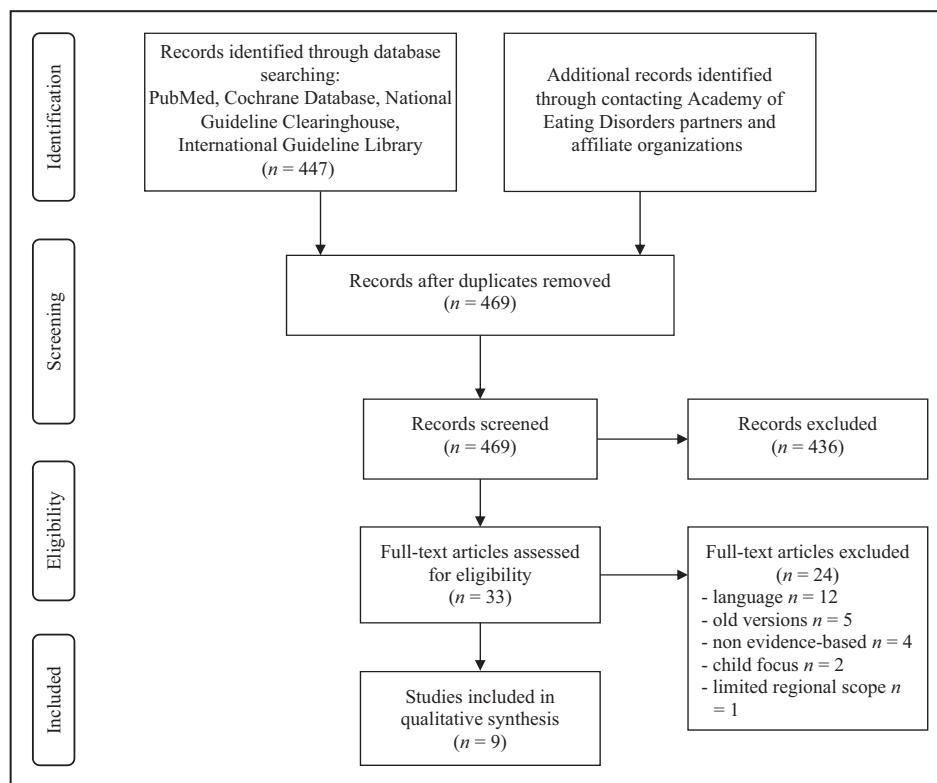 Identification
Records identified through database
searching:
PubMed, Cochrane Database, National
Guideline Clearinghouse,
International Guideline Library
(n = 447)
Additional records identified
through contacting Academy of
Eating Disorders partners and
affiliate organizations
Screening
Records after duplicates removed
(n = 469)
Records screened
(n = 469)
Records excluded
(n = 436)
Eligibility
Full-text articles assessed
for eligibility
(n = 33)
Full-text articles excluded
(n = 24)
- language n = 12
- old versions n = 5
- non evidence-based n = 4
- child focus n = 2
- limited regional scope n
= 1
Included
Studies included in
qualitative synthesis
(n = 9)